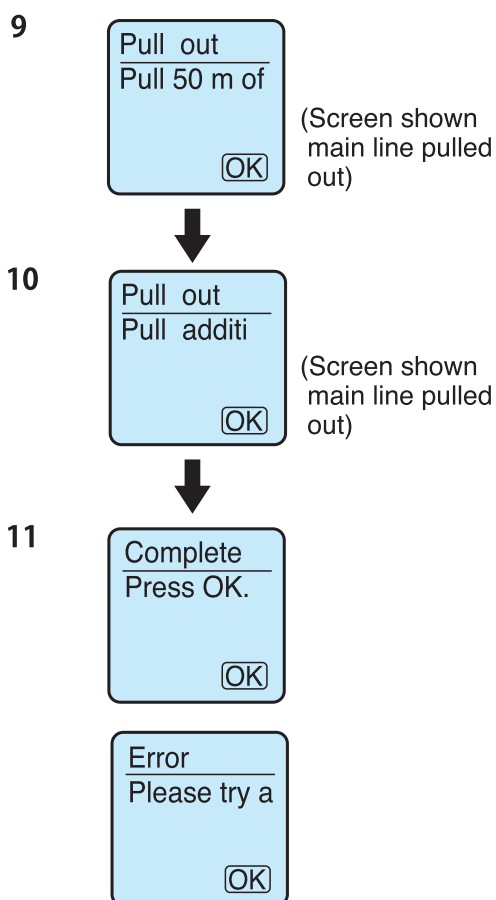 9
Pull out
Pull 50 m of
OK
(Screen shown
main line pulled
out)
10
Pull out
Pull additi
OK
(Screen shown
main line pulled
out)
11
Complete
Press OK.
OK
Error
Please try a
OK